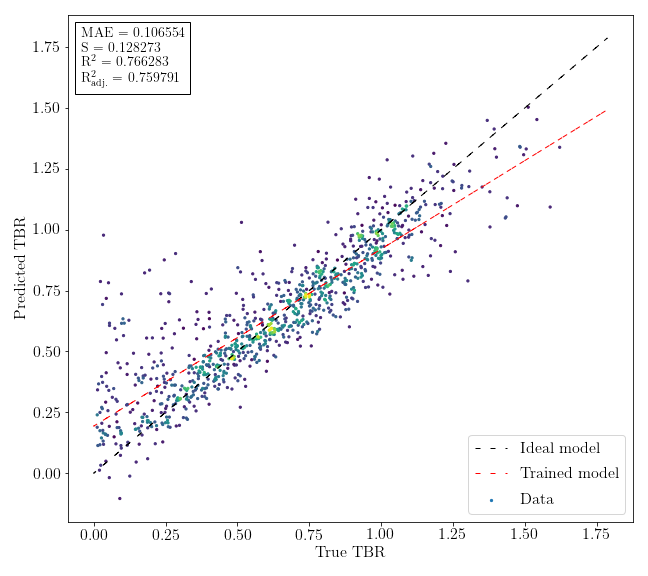 MAE = 0.106554
S = 0.128273
R² = 0.766283
R²adj. = 0.759791
1.75
1.50
1.25
1.00
0.75
0.50
0.25
0.00
Predicted TBR
Ideal model
Trained model
Data
0.00 0.25 0.50 0.75 1.00 1.25 1.50 1.75
True TBR